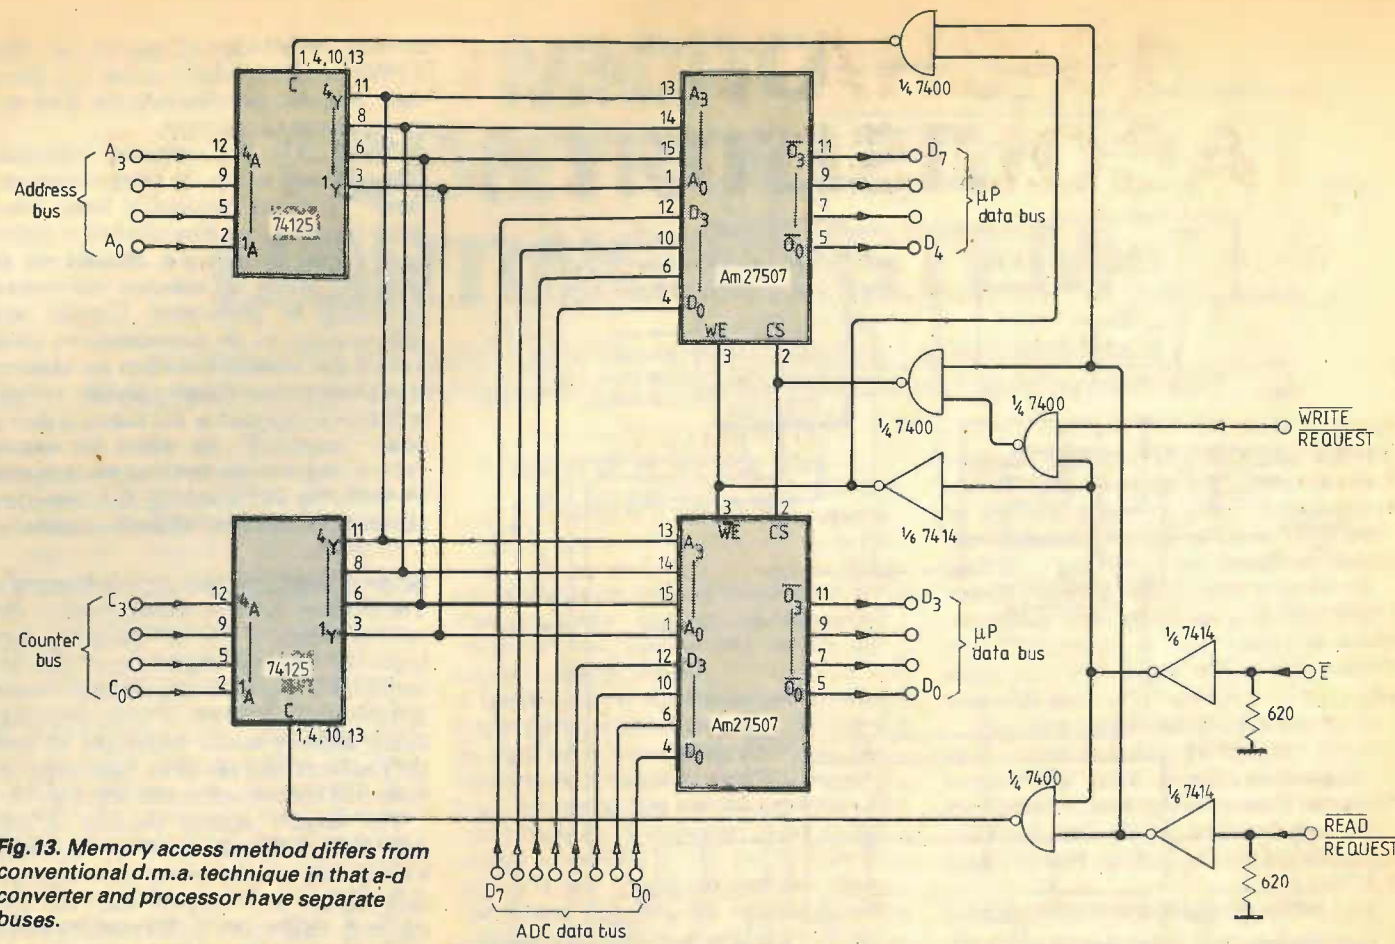 1,4,10,13
C
4Y 11
8
6
1Y 3
A3 12 4A
9
5
A0 2 1A
Address
bus
74125
13 A3
14
15
1 A0
12 D3
10
6
4 D0
O̅3 11 D7
9
7
O̅0 5 D4
µP
data bus
Am27507
WE CS
3 2
¼ 7400
¼ 7400
¼ 7400
WRITE
REQUEST
1/6 7414
3 2
W̅E̅ CS
4Y 11
8
6
1Y 3
C3 12 4A
9
5
C0 2 1A
Counter
bus
74125
C
1,4,10,13
13 A3
14
15
1 A0
12 D3
10
6
4 D0
O̅3 11 D3
9
7
O̅0 5 D0
µP
data bus
Am27507
1/6 7414
E̅
620
¼ 7400
1/6 7414
READ
REQUEST
620
D7 D0
ADC data bus
Fig. 13. Memory access method differs from
conventional d.m.a. technique in that a-d
converter and processor have separate
buses.